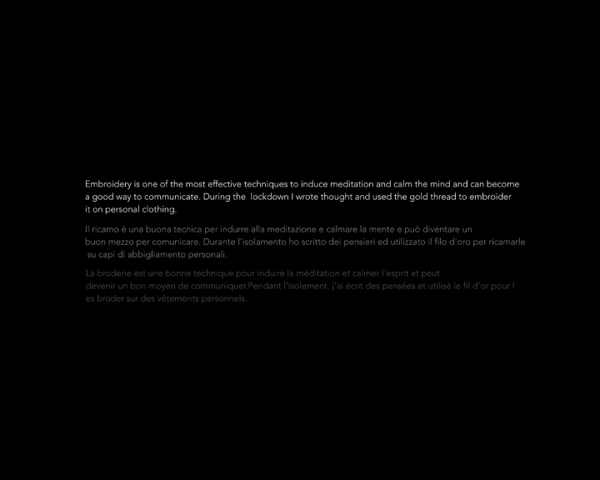 Embroidery is one of the most effective techniques to induce meditation and calm the mind and can become
a good way to communicate. During the lockdown I wrote thought and used the gold thread to embroider
it on personal clothing.
Il ricamo è una buona tecnica per indurre alla meditazione e calmare la mente e può diventare un
buon mezzo per comunicare. Durante l'isolamento ho scritto dei pensieri ed utilizzato il filo d'oro per ricamarle
su capi di abbigliamento personali.
La broderie est une bonne technique pour induire la méditation et calmer l'esprit et peut
devenir un bon moyen de communiquer.Pendant l'isolement, j'ai écrit des pensées et utilisé le fil d'or pour l
es broder sur des vêtements personnels.